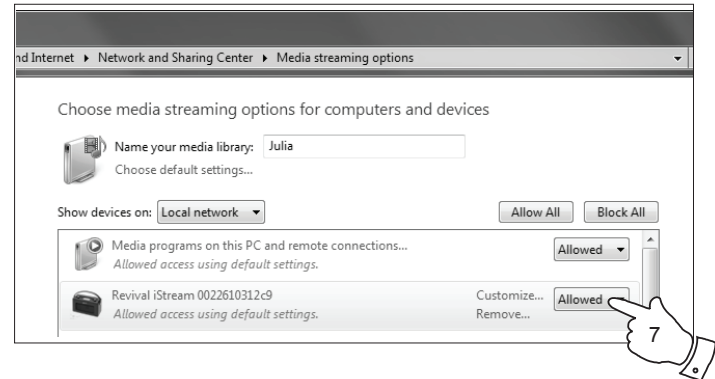 nd Internet ▸ Network and Sharing Center ▸ Media streaming options
Choose media streaming options for computers and devices
Name your media library: Julia
Choose default settings...
Show devices on: Local network Allow All Block All
Media programs on this PC and remote connections... Allowed
Allowed access using default settings.
Revival iStream 0022610312c9 Customize... Allowed
Allowed access using default settings. Remove...
7